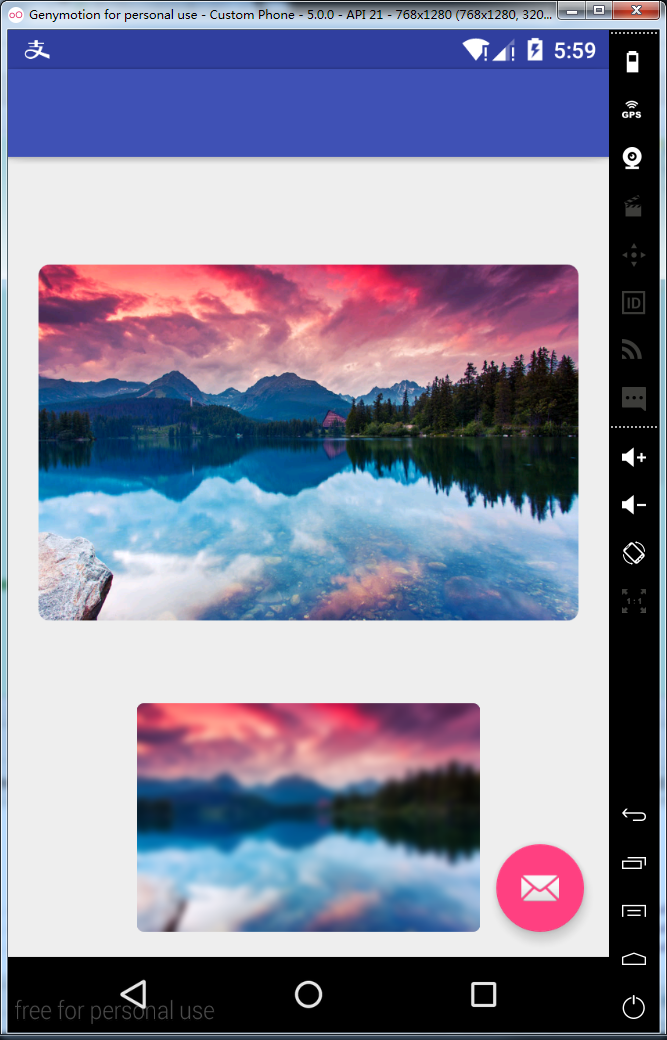 Genymotion for personal use - Custom Phone - 5.0.0 - API 21 - 768x1280 (768x1280, 320...
支
5:59
GPS
ID
1:1
free for personal use